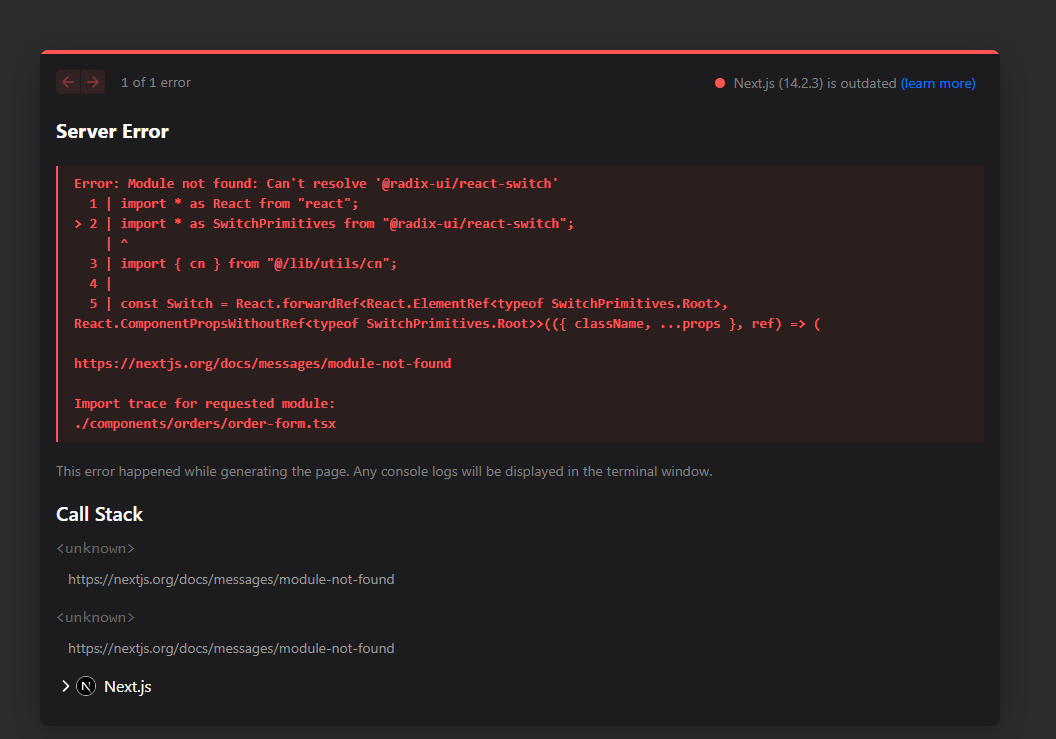 1 of 1 error
Next.js (14.2.3) is outdated (learn more)
Server Error
Error: Module not found: Can't resolve '@radix-ui/react-switch'
  1 | import * as React from "react";
> 2 | import * as SwitchPrimitives from "@radix-ui/react-switch";
    | ^
  3 | import { cn } from "@/lib/utils/cn";
  4 |
  5 | const Switch = React.forwardRef<React.ElementRef<typeof SwitchPrimitives.Root>,
React.ComponentPropsWithoutRef<typeof SwitchPrimitives.Root>>(({ className, ...props }, ref) => (
https://nextjs.org/docs/messages/module-not-found
Import trace for requested module:
./components/orders/order-form.tsx
This error happened while generating the page. Any console logs will be displayed in the terminal window.
Call Stack
<unknown>
https://nextjs.org/docs/messages/module-not-found
<unknown>
https://nextjs.org/docs/messages/module-not-found
N Next.js